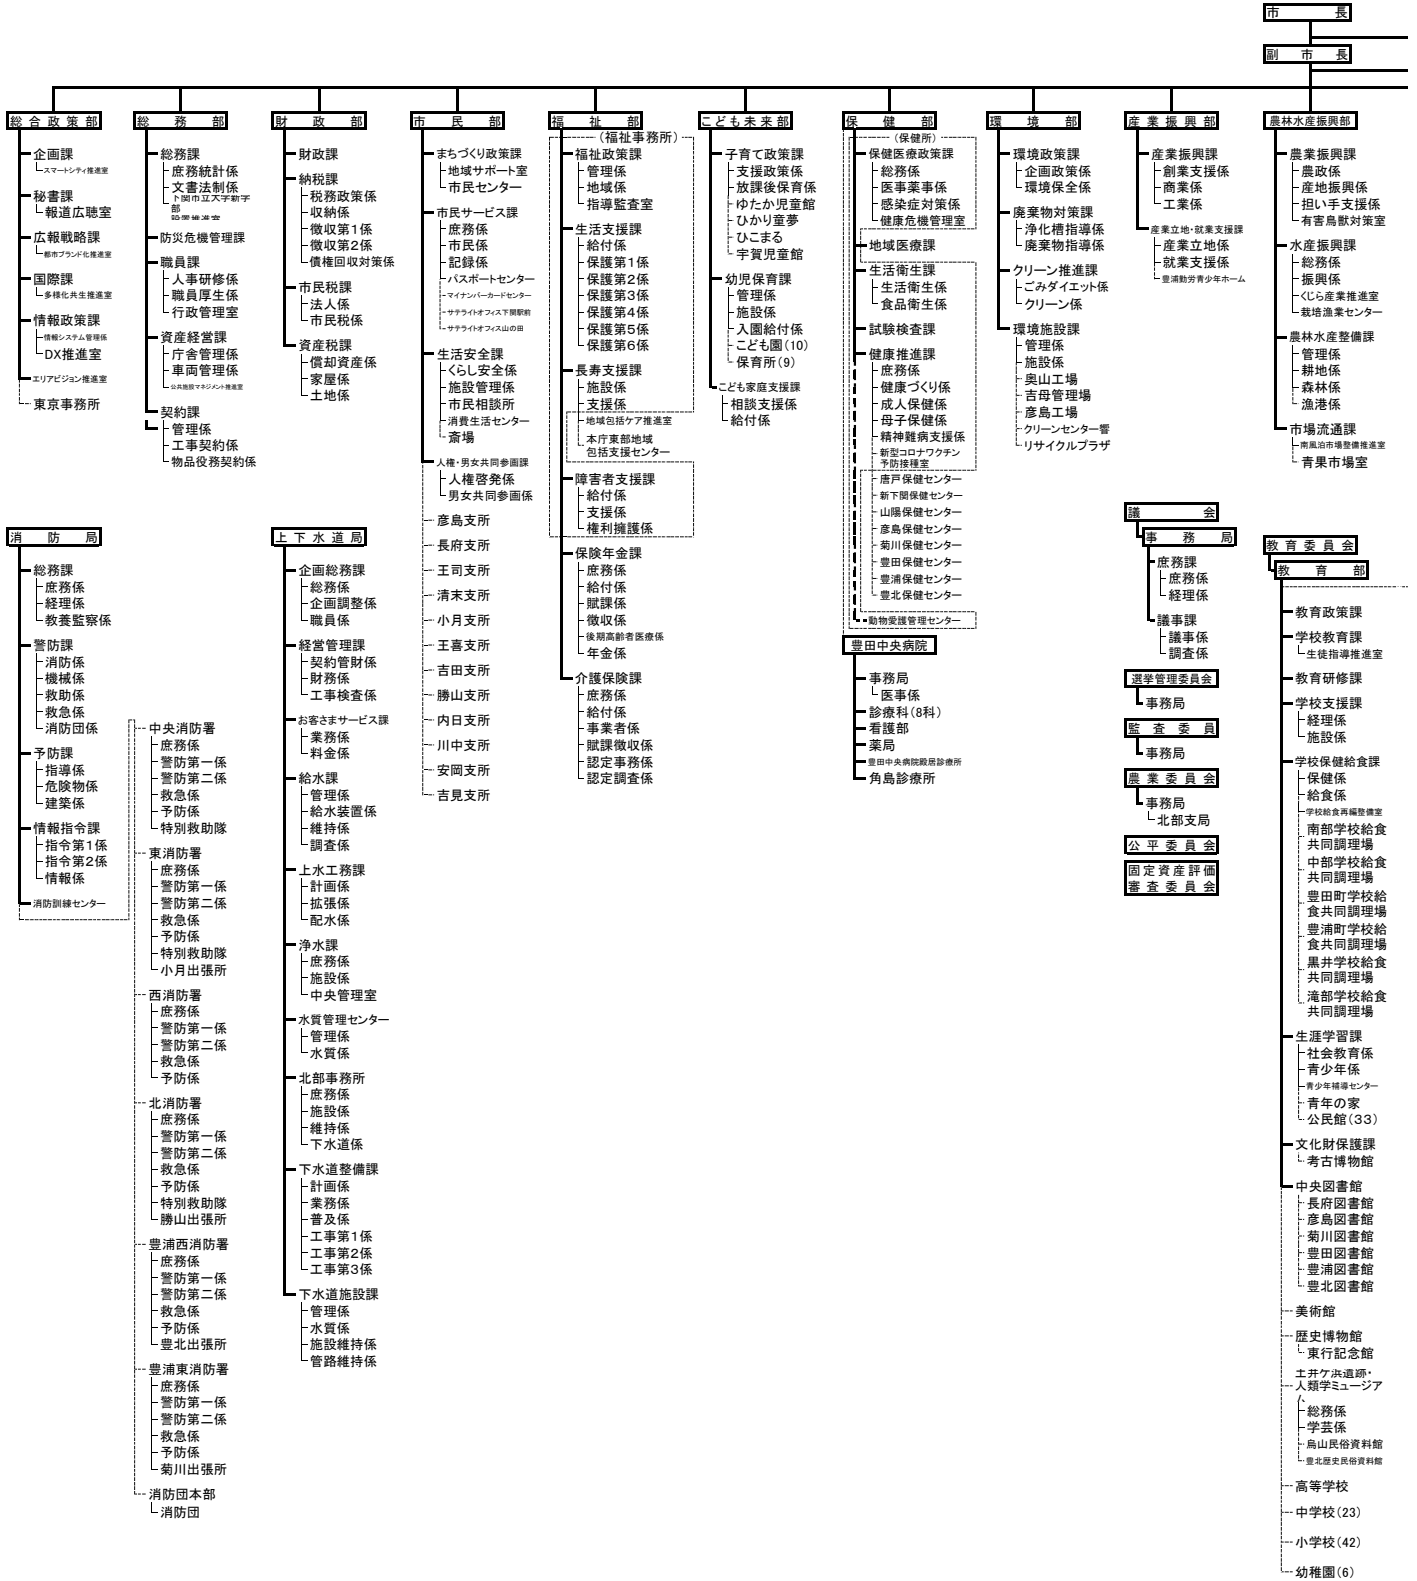 市長
副市長
総合政策部
企画課
スマートシティ推進室
秘書課
報道広聴室
広報戦略課
都市ブランド化推進室
国際課
多様化共生推進室
情報政策課
情報システム管理係
DX推進室
エリアビジョン推進室
東京事務所
総務部
総務課
庶務統計係
文書法制係
下関市立大学新学
部
設置推進室
防災危機管理課
職員課
人事研修係
職員厚生係
行政管理室
資産経営課
庁舎管理係
車両管理係
公共施設マネジメント推進室
契約課
管理係
工事契約係
物品役務契約係
財政部
財政課
納税課
税務政策係
収納係
徴収第1係
徴収第2係
債権回収対策係
市民税課
法人係
市民税係
資産税課
償却資産係
家屋係
土地係
市民部
まちづくり政策課
地域サポート室
市民センター
市民サービス課
庶務係
市民係
記録係
パスポートセンター
マイナンバーカードセンター
サテライトオフィス下関駅前
サテライトオフィス山の田
生活安全課
くらし安全係
施設管理係
市民相談所
消費生活センター
斎場
人権・男女共同参画課
人権啓発係
男女共同参画係
彦島支所
長府支所
王司支所
清末支所
小月支所
王喜支所
吉田支所
勝山支所
内日支所
川中支所
安岡支所
吉見支所
福祉部
(福祉事務所)
福祉政策課
管理係
地域係
指導監査室
生活支援課
給付係
保護第1係
保護第2係
保護第3係
保護第4係
保護第5係
保護第6係
長寿支援課
施設係
支援係
地域包括ケア推進室
本庁東部地域
包括支援センター
障害者支援課
給付係
支援係
権利擁護係
保険年金課
庶務係
給付係
賦課係
徴収係
後期高齢者医療係
年金係
介護保険課
庶務係
給付係
事業者係
賦課徴収係
認定事務係
認定調査係
こども未来部
子育て政策課
支援政策係
放課後保育係
ゆたか児童館
ひかり童夢
ひこまる
宇賀児童館
幼児保育課
管理係
施設係
入園給付係
こども園(10)
保育所(9)
こども家庭支援課
相談支援係
給付係
保健部
(保健所)
保健医療政策課
総務係
医事薬事係
感染症対策係
健康危機管理室
地域医療課
生活衛生課
生活衛生係
食品衛生係
試験検査課
健康推進課
庶務係
健康づくり係
成人保健係
母子保健係
精神難病支援係
新型コロナワクチン
予防接種室
唐戸保健センター
新下関保健センター
山陽保健センター
彦島保健センター
菊川保健センター
豊田保健センター
豊浦保健センター
豊北保健センター
動物愛護管理センター
豊田中央病院
事務局
医事係
診療科(8科)
看護部
薬局
豊田中央病院殿居診療所
角島診療所
環境部
環境政策課
企画政策係
環境保全係
廃棄物対策課
浄化槽指導係
廃棄物指導係
クリーン推進課
ごみダイエット係
クリーン係
環境施設課
管理係
施設係
奥山工場
吉母管理場
彦島工場
クリーンセンター響
リサイクルプラザ
産業振興部
産業振興課
創業支援係
商業係
工業係
産業立地・就業支援課
産業立地係
就業支援係
豊浦勤労青少年ホーム
農林水産振興部
農業振興課
農政係
産地振興係
担い手支援係
有害鳥獣対策室
水産振興課
総務係
振興係
くじら産業推進室
栽培漁業センター
農林水産整備課
管理係
耕地係
森林係
漁港係
市場流通課
南風泊市場整備推進室
青果市場室
消防局
総務課
庶務係
経理係
教養監察係
警防課
消防係
機械係
救助係
救急係
消防団係
予防課
指導係
危険物係
建築係
情報指令課
指令第1係
指令第2係
情報係
消防訓練センター
中央消防署
庶務係
警防第一係
警防第二係
救急係
予防係
特別救助隊
東消防署
庶務係
警防第一係
警防第二係
救急係
予防係
特別救助隊
小月出張所
西消防署
庶務係
警防第一係
警防第二係
救急係
予防係
北消防署
庶務係
警防第一係
警防第二係
救急係
予防係
特別救助隊
勝山出張所
豊浦西消防署
庶務係
警防第一係
警防第二係
救急係
予防係
豊北出張所
豊浦東消防署
庶務係
警防第一係
警防第二係
救急係
予防係
菊川出張所
消防団本部
消防団
上下水道局
企画総務課
総務係
企画調整係
職員係
経営管理課
契約管財係
財務係
工事検査係
お客さまサービス課
業務係
料金係
給水課
管理係
給水装置係
維持係
調査係
上水工務課
計画係
拡張係
配水係
浄水課
庶務係
施設係
中央管理室
水質管理センター
管理係
水質係
北部事務所
庶務係
施設係
維持係
下水道係
下水道整備課
計画係
業務係
普及係
工事第1係
工事第2係
工事第3係
下水道施設課
管理係
水質係
施設維持係
管路維持係
議会
事務局
庶務課
庶務係
経理係
議事課
議事係
調査係
選挙管理委員会
事務局
監査委員
事務局
農業委員会
事務局
北部支局
公平委員会
固定資産評価
審査委員会
教育委員会
教育部
教育政策課
学校教育課
生徒指導推進室
教育研修課
学校支援課
経理係
施設係
学校保健給食課
保健係
給食係
学校給食再編整備室
南部学校給食
共同調理場
中部学校給食
共同調理場
豊田町学校給
食共同調理場
豊浦町学校給
食共同調理場
黒井学校給食
共同調理場
滝部学校給食
共同調理場
生涯学習課
社会教育係
青少年係
青少年補導センター
青年の家
公民館(33)
文化財保護課
考古博物館
中央図書館
長府図書館
彦島図書館
菊川図書館
豊田図書館
豊浦図書館
豊北図書館
美術館
歴史博物館
東行記念館
土井ケ浜遺跡・
人類学ミュージア
ム
総務係
学芸係
烏山民俗資料館
豊北歴史民俗資料館
高等学校
中学校(23)
小学校(42)
幼稚園(6)